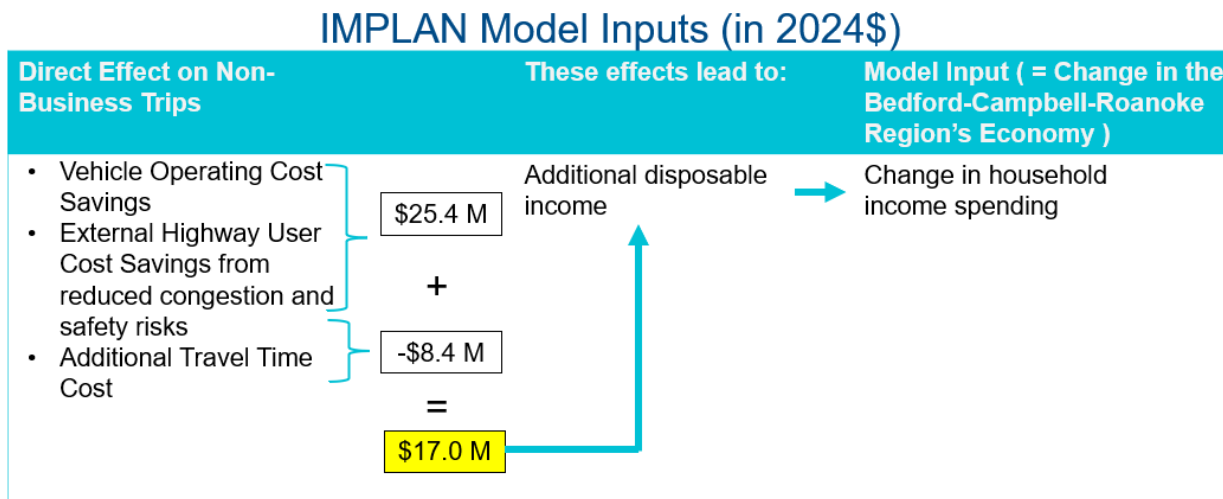 IMPLAN Model Inputs (in 2024$)
Direct Effect on Non-
Business Trips
These effects lead to:
Model Input ( = Change in the
Bedford-Campbell-Roanoke
Region's Economy )
• Vehicle Operating Cost
Savings
• External Highway User
Cost Savings from
reduced congestion and
safety risks
• Additional Travel Time
Cost
$25.4 M
+
-$8.4 M
=
$17.0 M
Additional disposable
income
Change in household
income spending